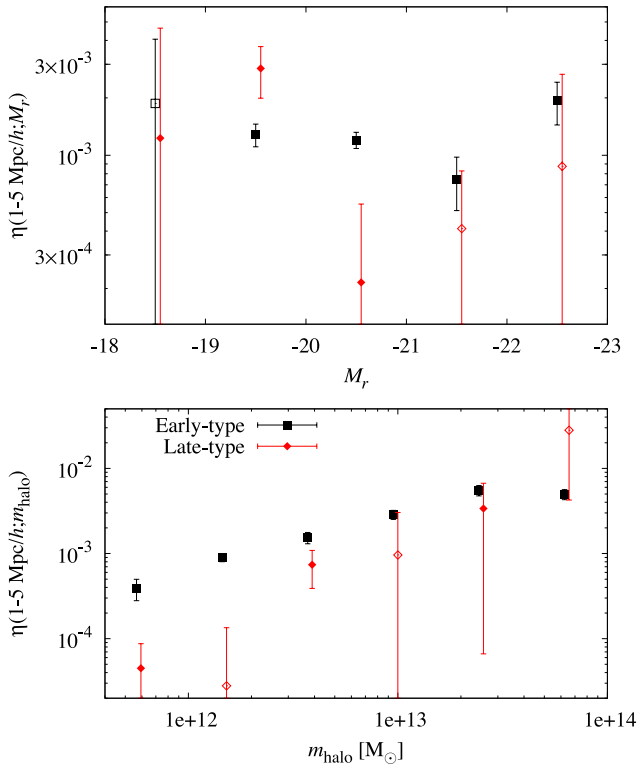 η(1-5 Mpc/h;M_r)
3×10⁻³
10⁻³
3×10⁻⁴
-18 -19 -20 -21 -22 -23
M_r
Early-type
Late-type
η(1-5 Mpc/h;m_halo)
10⁻²
10⁻³
10⁻⁴
1e+12 1e+13 1e+14
m_halo [M_⊙]